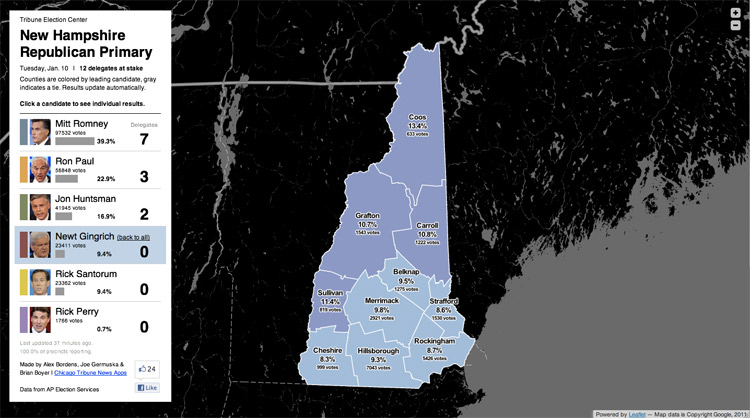 Tribune Election Center
New Hampshire
Republican Primary
Tuesday, Jan. 10 I 12 delegates at stake
Counties are colored by leading candidate, gray
indicates a tie. Results update automatically.
Click a candidate to see individual results.
Delegates
Mitt Romney
97532 votes
39.3%
7
Ron Paul
56848 votes
22.9%
3
Jon Huntsman
41945 votes
16.9%
2
Newt Gingrich (back to all)
23411 votes
9.4%
0
Rick Santorum
23362 votes
9.4%
0
Rick Perry
1766 votes
0.7%
0
Last updated 37 minutes ago.
100.0% of precincts reporting.
Made by Alex Bordens, Joe Germuska &
Brian Boyer I Chicago Tribune News Apps
24
Data from AP Election Services
Like
Coos
13.4%
633 votes
Grafton
10.7%
1543 votes
Carroll
10.8%
1222 votes
Belknap
9.5%
1275 votes
Sullivan
11.4%
819 votes
Merrimack
9.8%
2921 votes
Strafford
8.6%
1530 votes
Cheshire
8.3%
999 votes
Hillsborough
9.3%
7043 votes
Rockingham
8.7%
5426 votes
Powered by Leaflet — Map data is Copyright Google, 2011